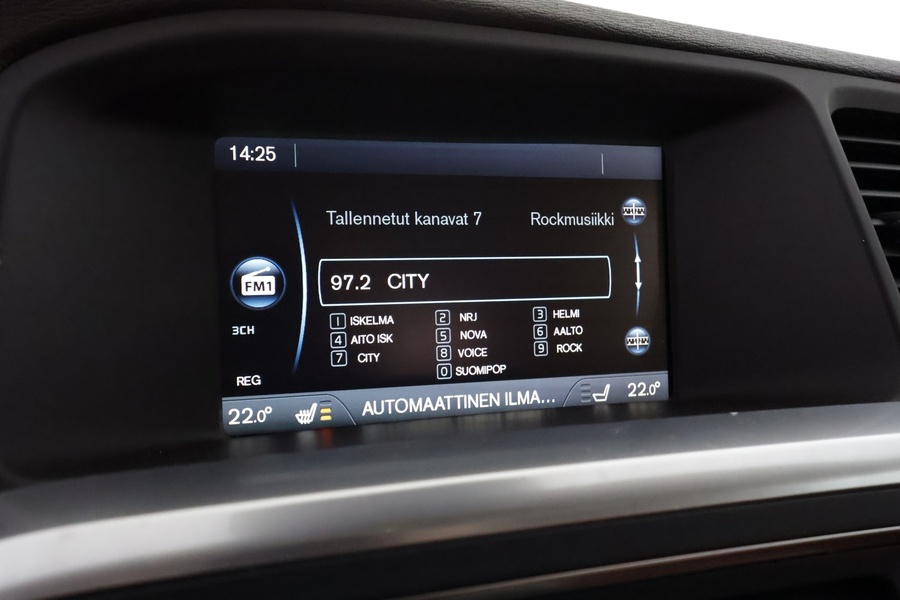 14:25
Tallennetut kanavat 7 Rockmusiikki
FM1
97.2 CITY
3CH
1 ISKELMA 2 NRJ 3 HELMI
4 AITO ISK 5 NOVA 6 AALTO
7 CITY 8 VOICE 9 ROCK
0 SUOMIPOP
REG
22.0° AUTOMAATTINEN ILMA... 22.0°